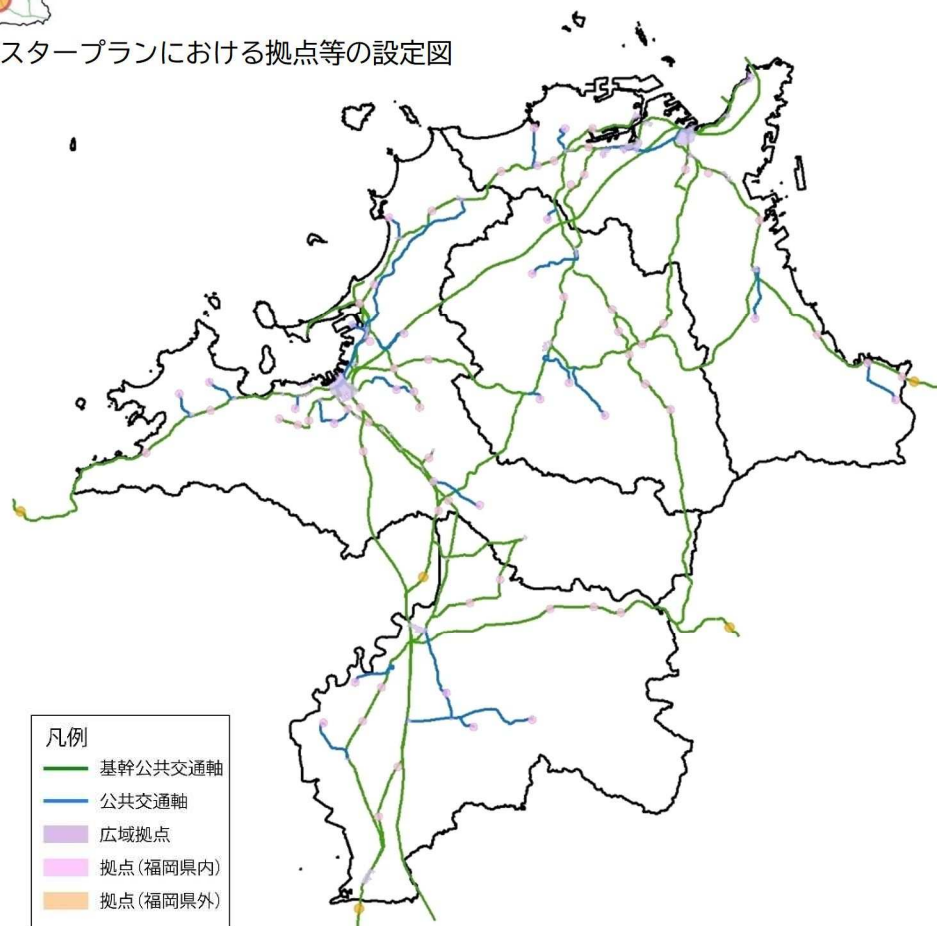 スタープランにおける拠点等の設定図
凡例
基幹公共交通軸
公共交通軸
広域拠点
拠点(福岡県内)
拠点(福岡県外)